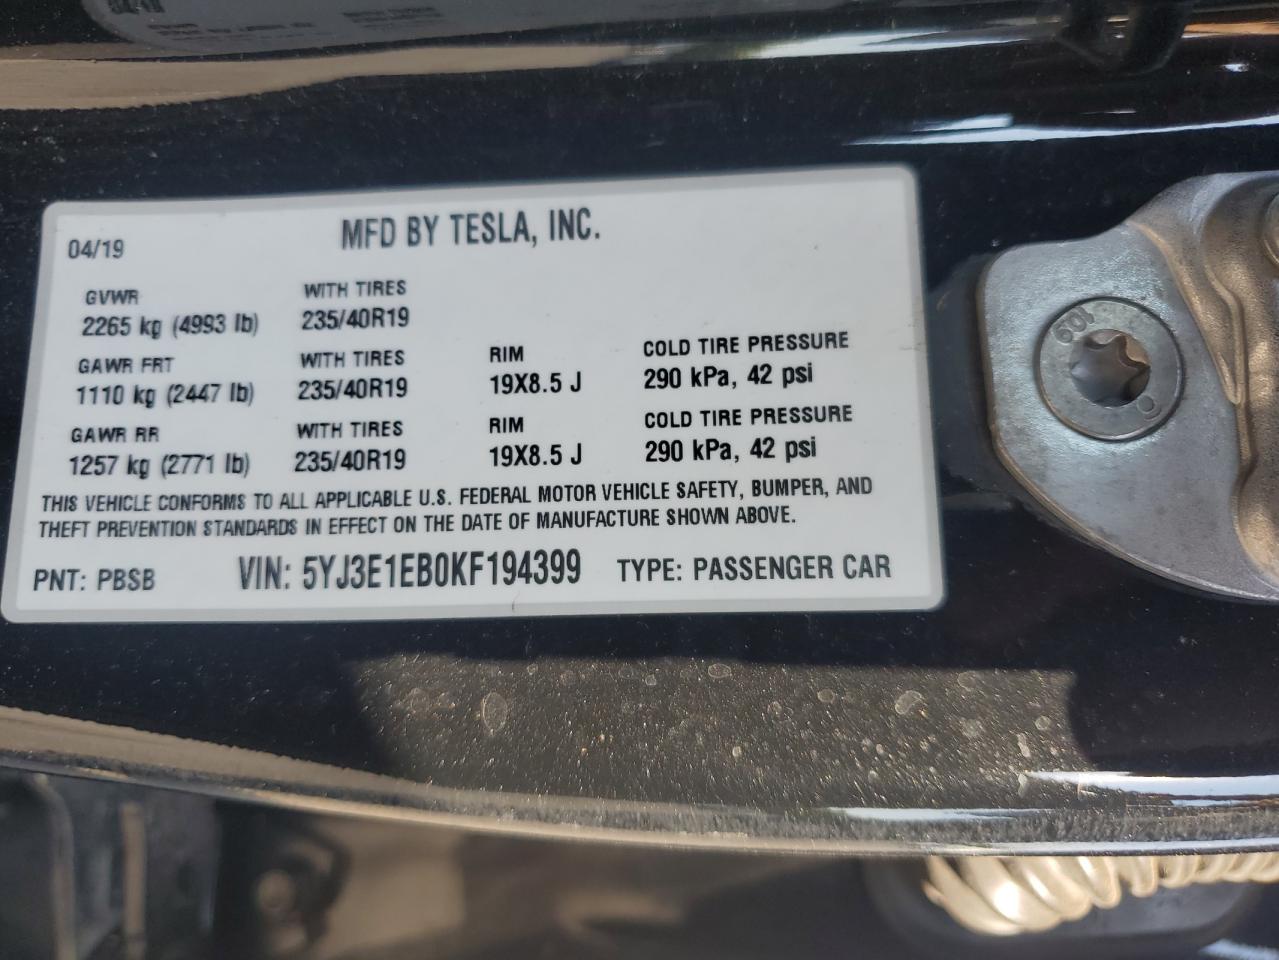 MFD BY TESLA, INC.
04/19
GVWR WITH TIRES
2265 kg (4993 lb) 235/40R19
GAWR FRT WITH TIRES RIM COLD TIRE PRESSURE
1110 kg (2447 lb) 235/40R19 19X8.5 J 290 kPa, 42 psi
GAWR RR WITH TIRES RIM COLD TIRE PRESSURE
1257 kg (2771 lb) 235/40R19 19X8.5 J 290 kPa, 42 psi
THIS VEHICLE CONFORMS TO ALL APPLICABLE U.S. FEDERAL MOTOR VEHICLE SAFETY, BUMPER, AND
THEFT PREVENTION STANDARDS IN EFFECT ON THE DATE OF MANUFACTURE SHOWN ABOVE.
PNT: PBSB VIN: 5YJ3E1EB0KF194399 TYPE: PASSENGER CAR